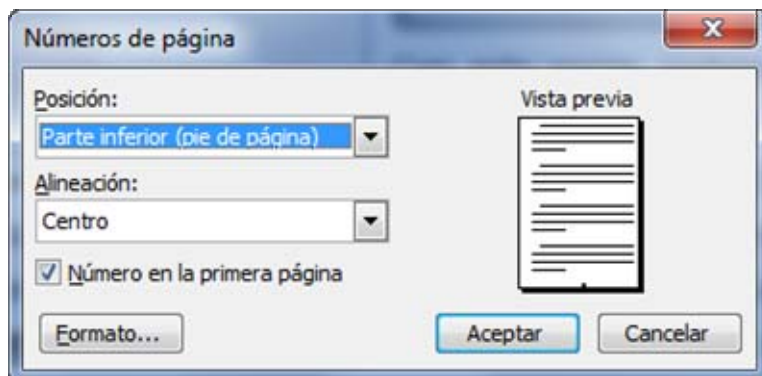 Números de página
Posición:
Vista previa
Parte inferior (pie de página)
Alineación:
Centro
Número en la primera página
Formato...
Aceptar
Cancelar